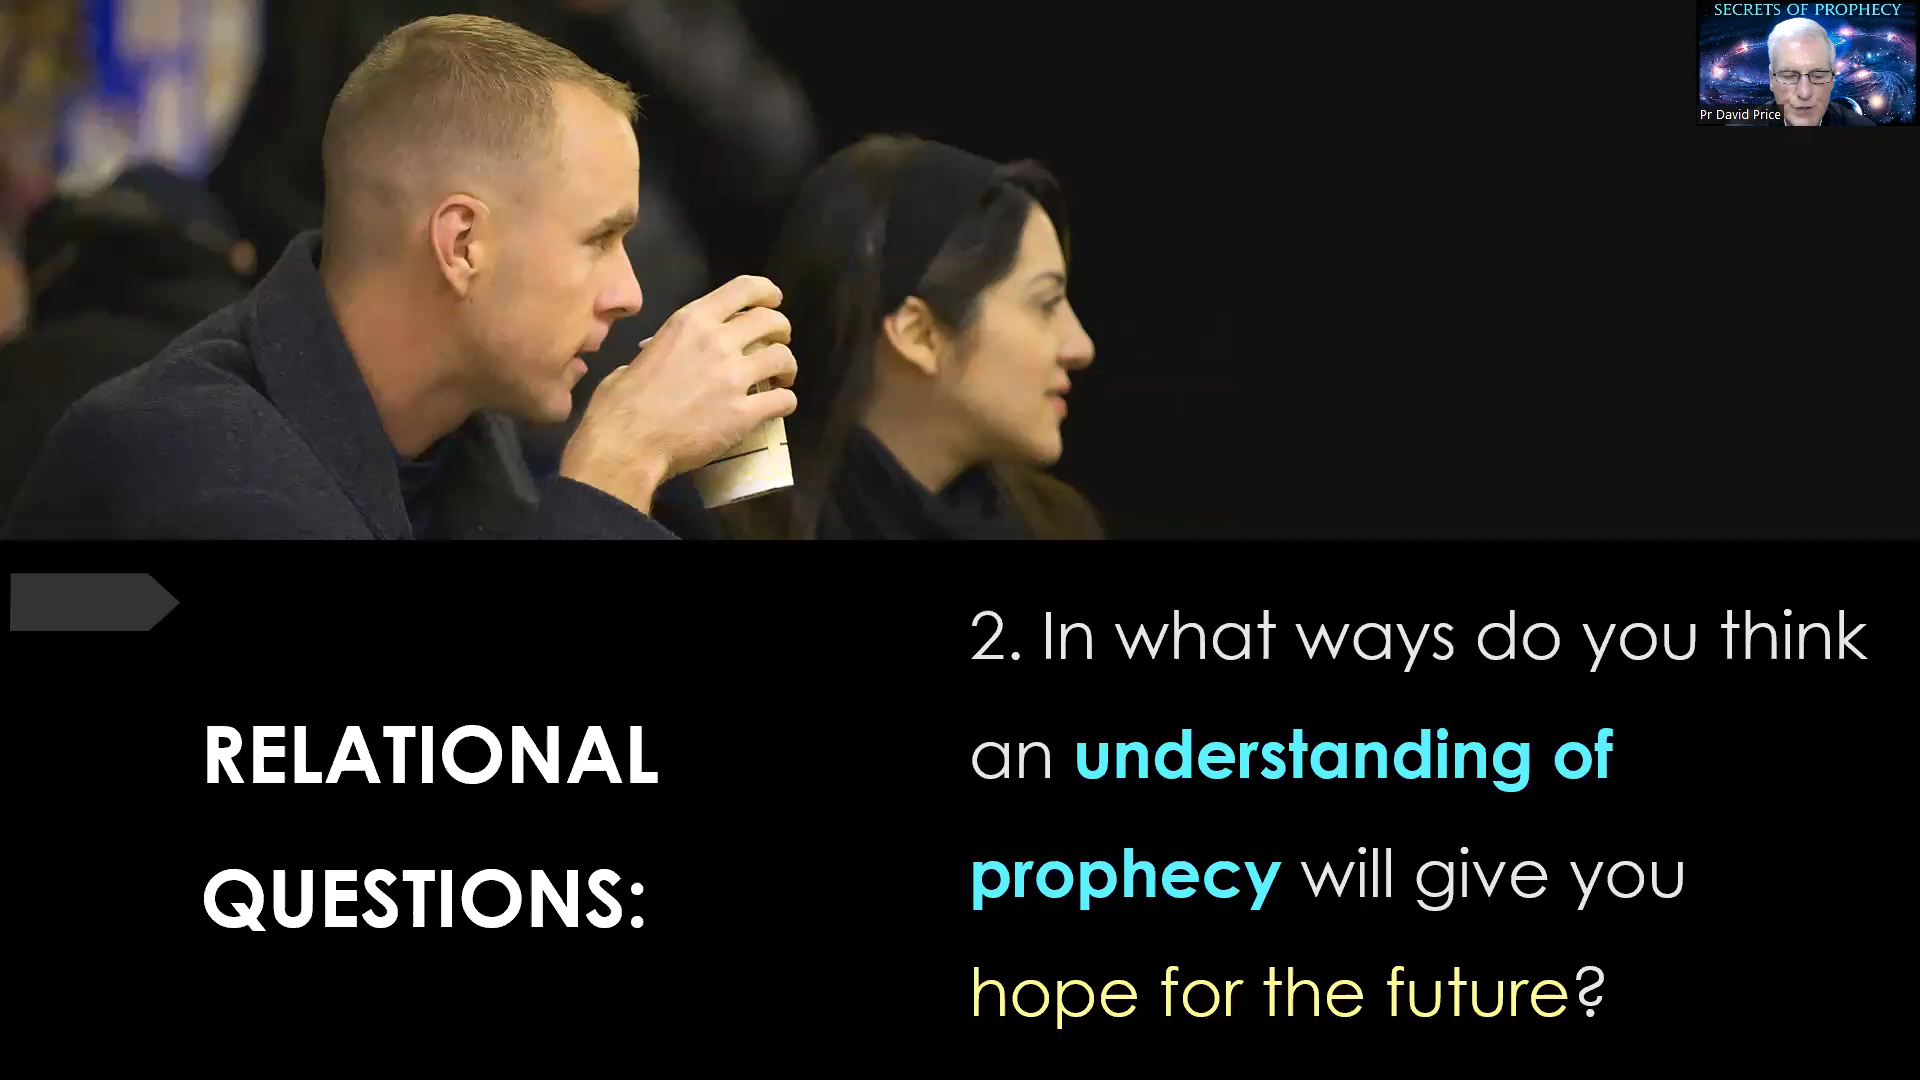 SECRETS OF PROPHECY
Pr David Price
RELATIONAL
QUESTIONS:
2. In what ways do you think
an understanding of
prophecy will give you
hope for the future?